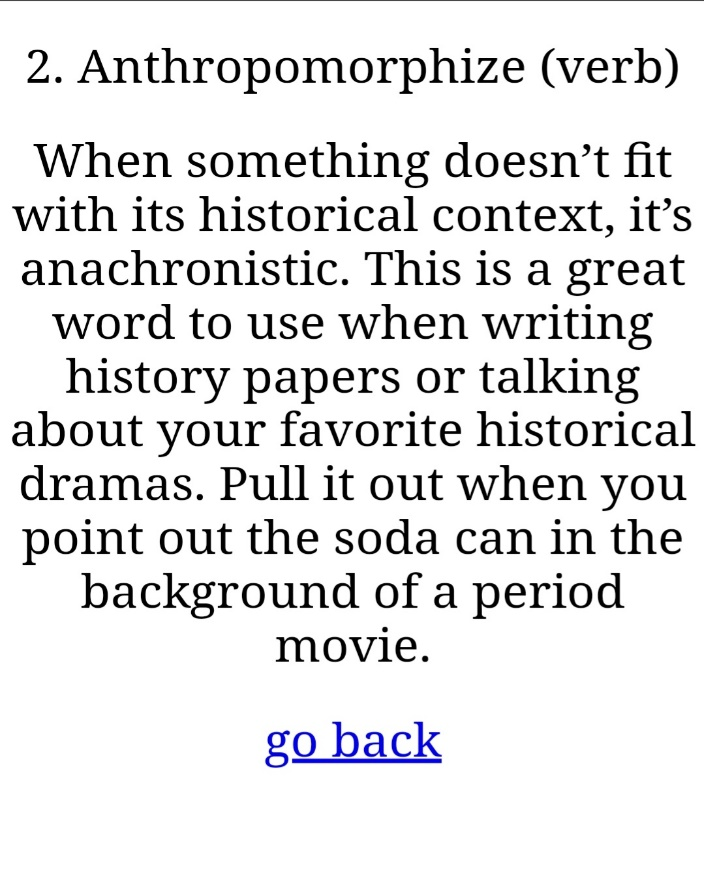 2. Anthropomorphize (verb)
When something doesn’t fit
with its historical context, it’s
anachronistic. This is a great
word to use when writing
history papers or talking
about your favorite historical
dramas. Pull it out when you
point out the soda can in the
background of a period
movie.
go back